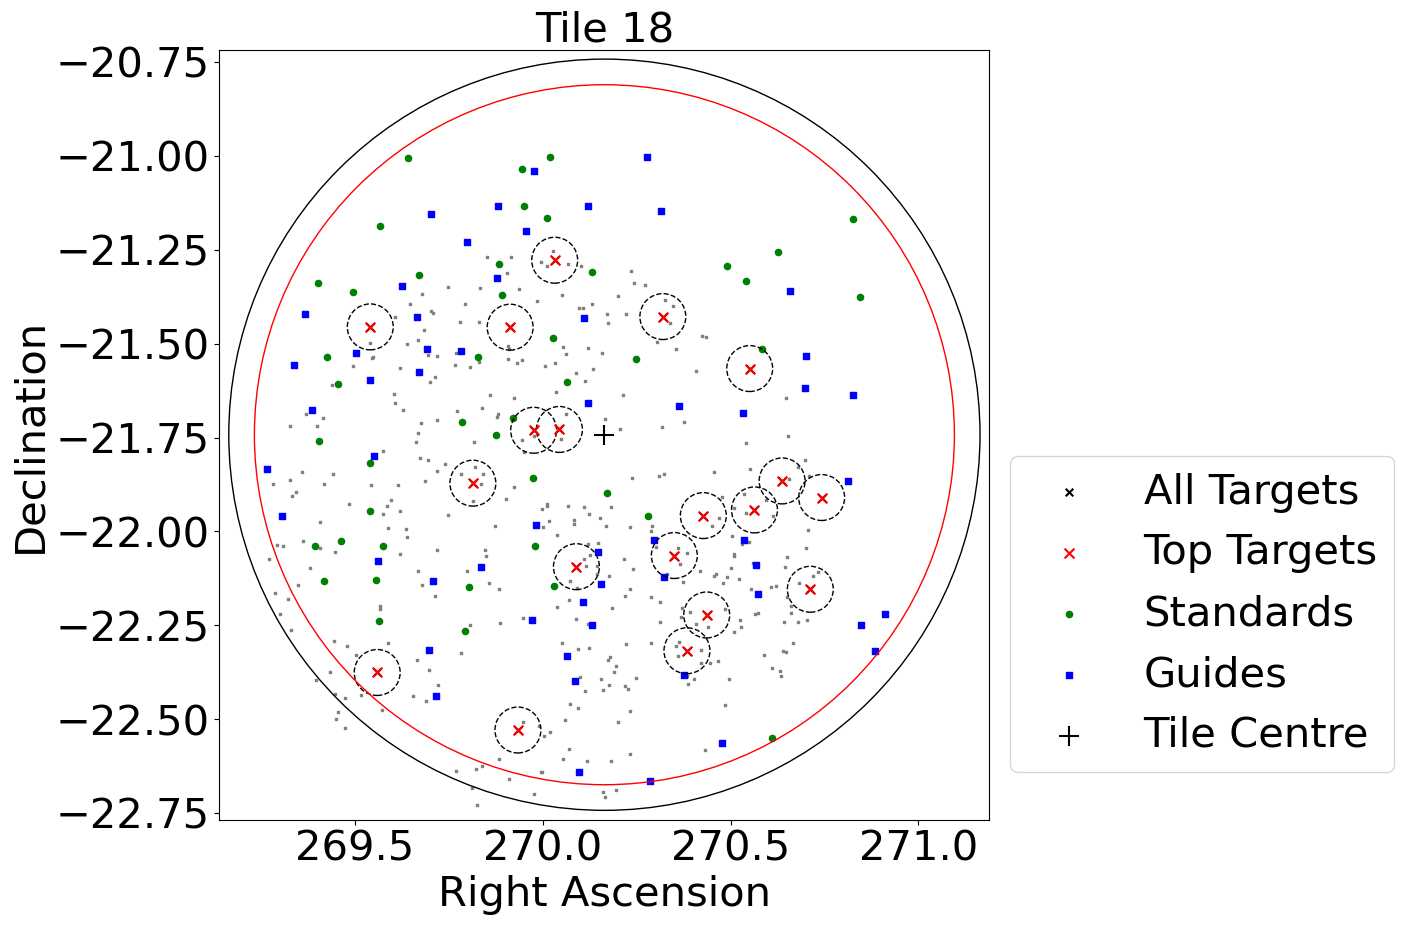 Tile 18
−20.75
−21.00
−21.25
−21.50
−21.75
−22.00
−22.25
−22.50
−22.75
Declination
269.5 270.0 270.5 271.0
Right Ascension
All Targets
Top Targets
Standards
Guides
Tile Centre